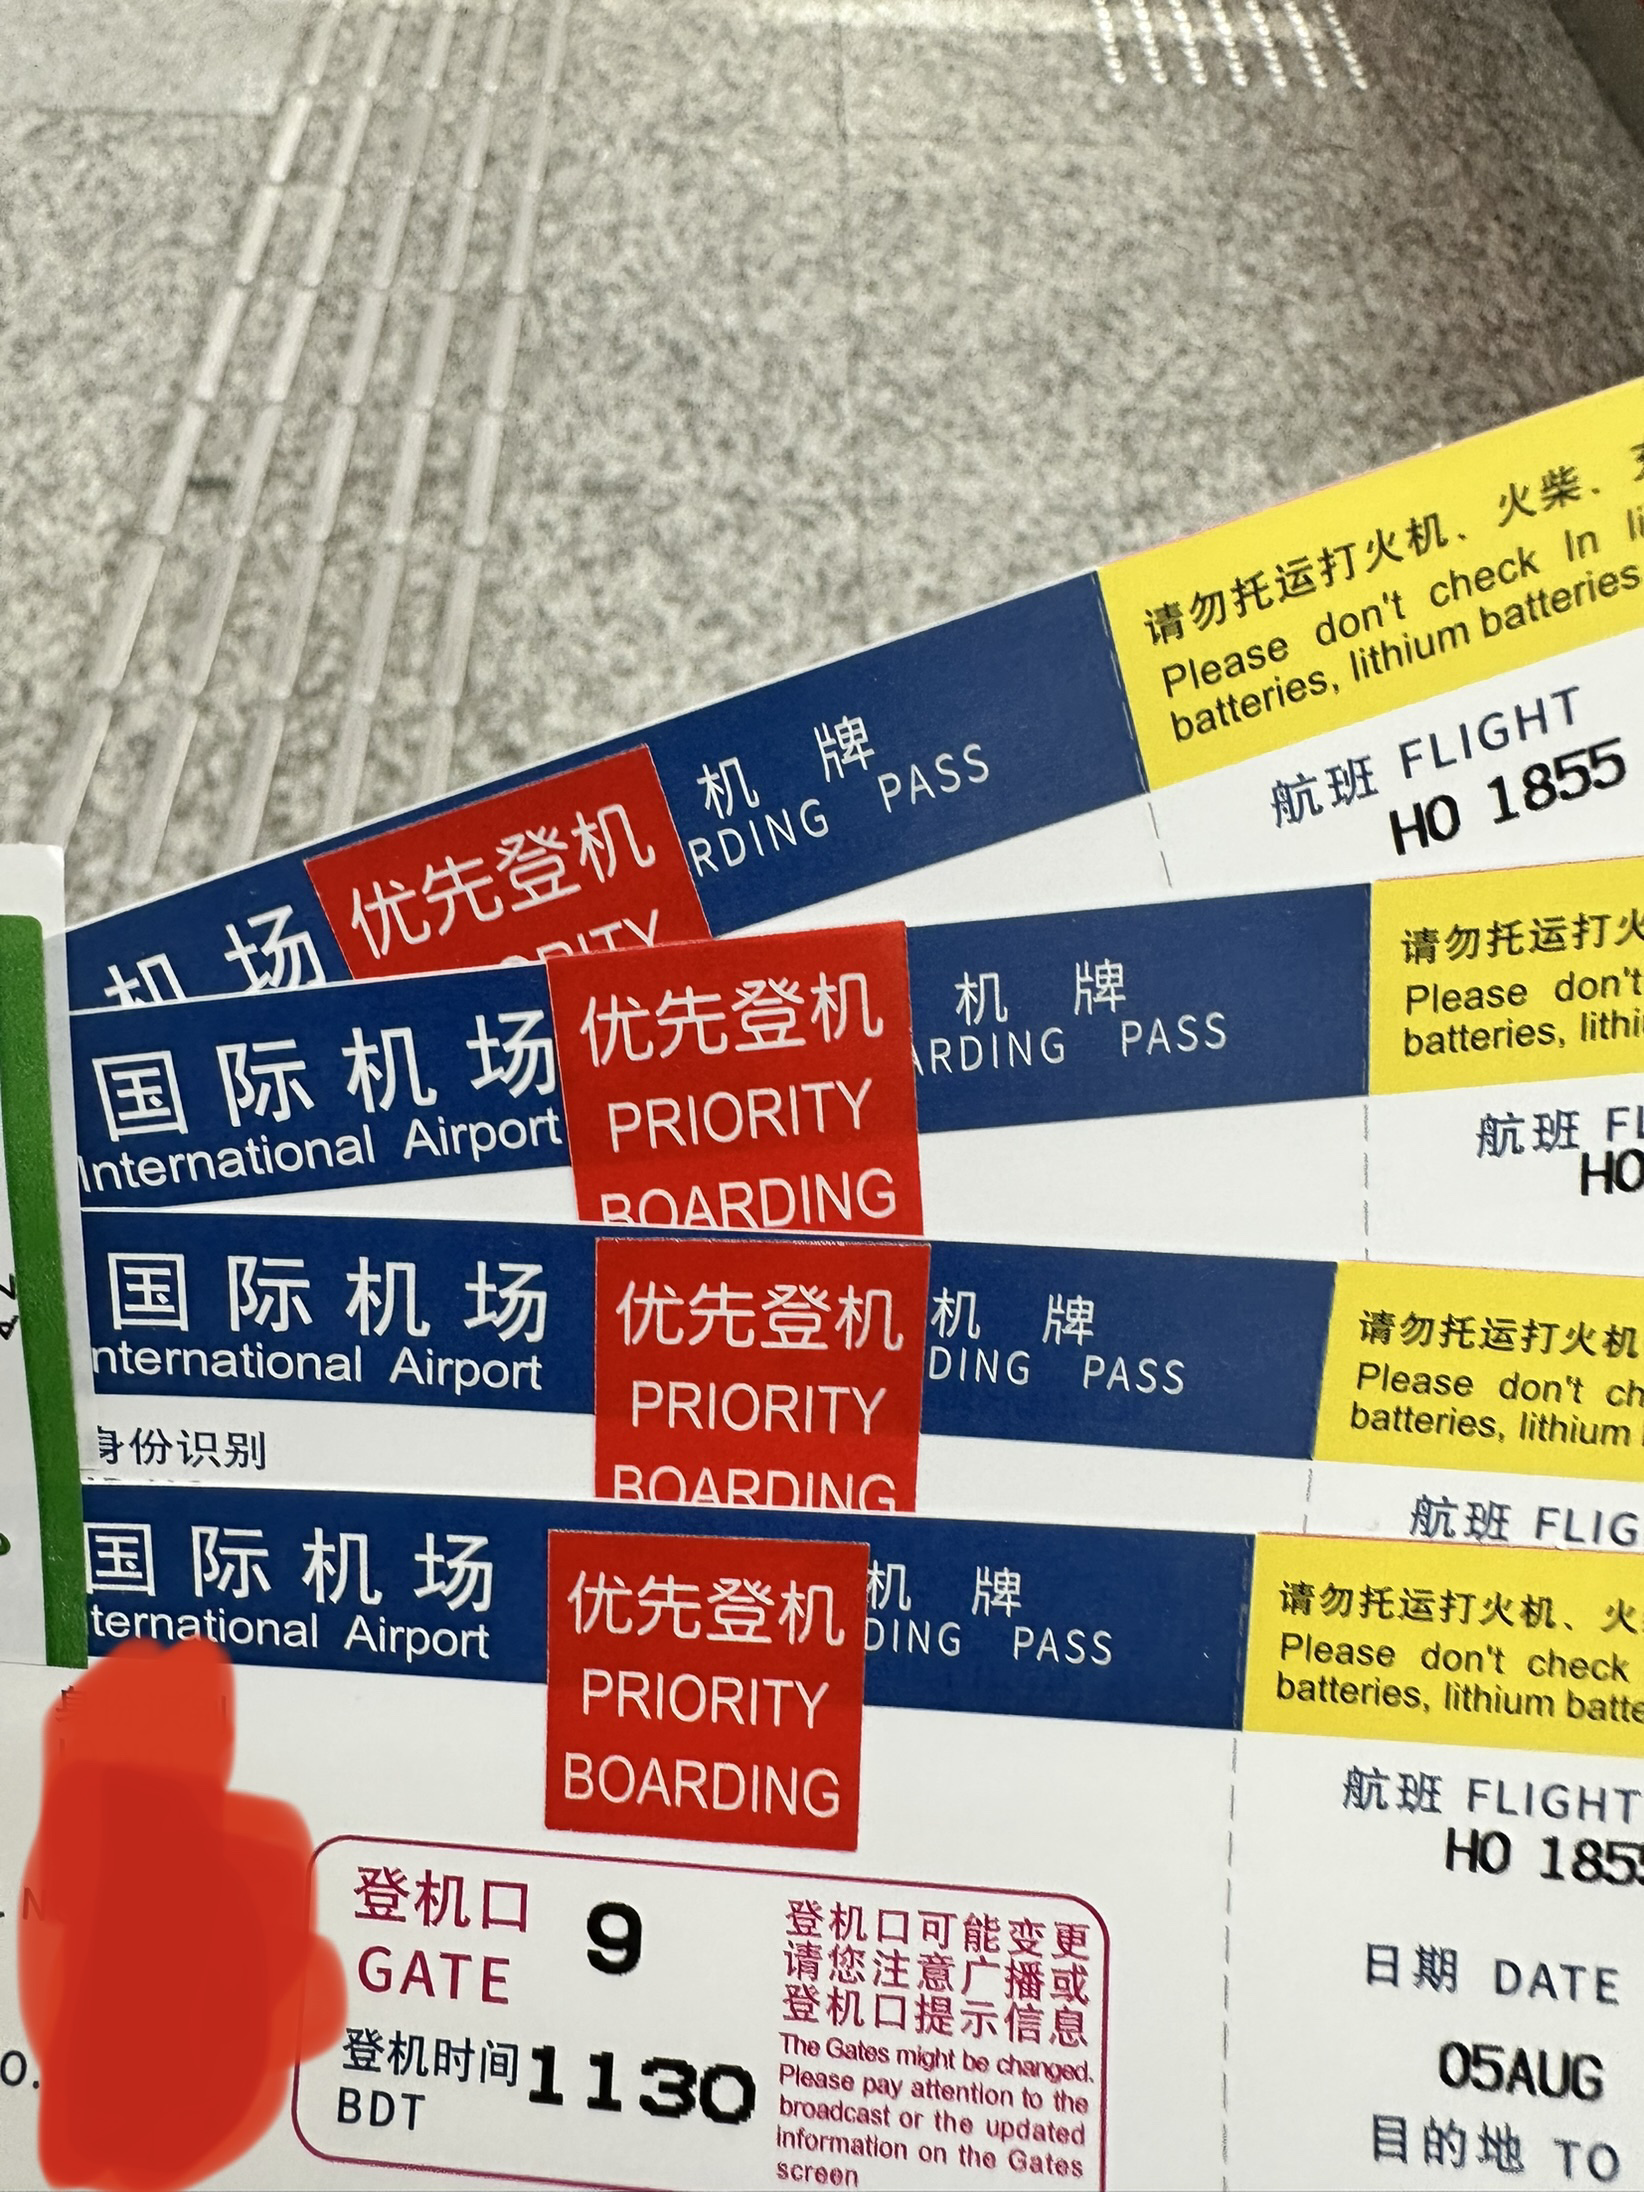 请勿托运打火机、火柴、
Please don't check In
batteries, lithium batteries
机 牌
RDING PASS
航班 FLIGHT
HO 1855
机 场
优先登机
国际机场
International Airport
优先登机
PRIORITY
BOARDING
机 牌
ARDING PASS
请勿托运打火
Please don't
batteries,
航班
HO
国际机场
nternational Airport
身份识别
优先登机
PRIORITY
BOARDING
机 牌
DING PASS
请勿托运打火机
Please don't ch
batteries, lithium
航班 FLIG
国际机场
ternational Airport
优先登机
PRIORITY
BOARDING
机 牌
DING PASS
请勿托运打火机、火
Please don't check
batteries, lithium batte
航班 FLIGHT
HO 185
登机口
GATE
9
登机时间
BDT
1130
登机口可能变更
请您注意广播或
登机口提示信息
The Gates might be changed.
Please pay attention to the
broadcast or the updated
information on the Gates
screen
日期 DATE
05AUG
目的地 TO